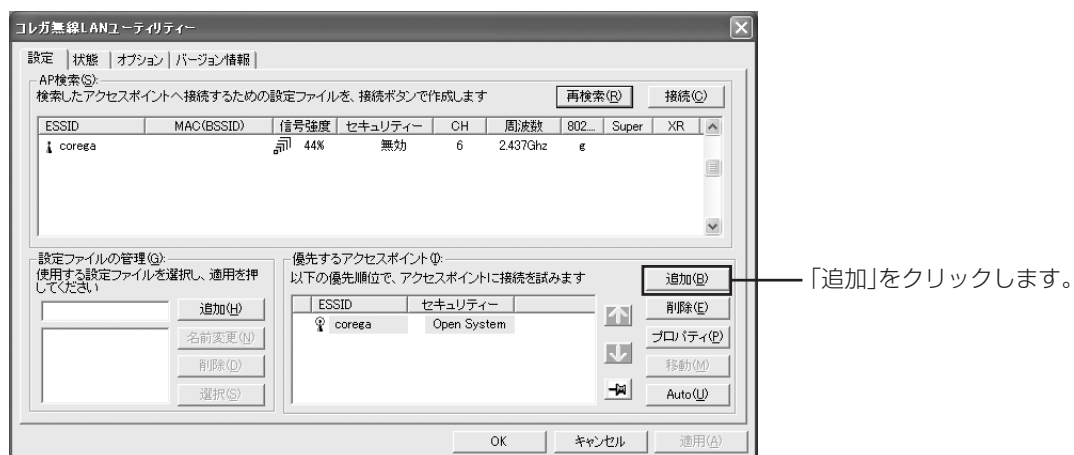 コレガ無線LANユーティリティー
設定 状態 オプション バージョン情報
AP検索(S):
検索したアクセスポイントへ接続するための設定ファイルを、接続ボタンで作成します 再検索(R) 接続(C)
ESSID MAC(BSSID) 信号強度 セキュリティー CH 周波数 802... Super XR
corega 44% 無効 6 2.437Ghz g
設定ファイルの管理(G):
使用する設定ファイルを選択し、適用を押
してください
追加(H)
名前変更(N)
削除(D)
選択(S)
優先するアクセスポイント(I):
以下の優先順位で、アクセスポイントに接続を試みます
ESSID セキュリティー
corega Open System
追加(B)
削除(E)
プロパティ(P)
移動(M)
Auto(U)
「追加」をクリックします。
OK キャンセル 適用(A)